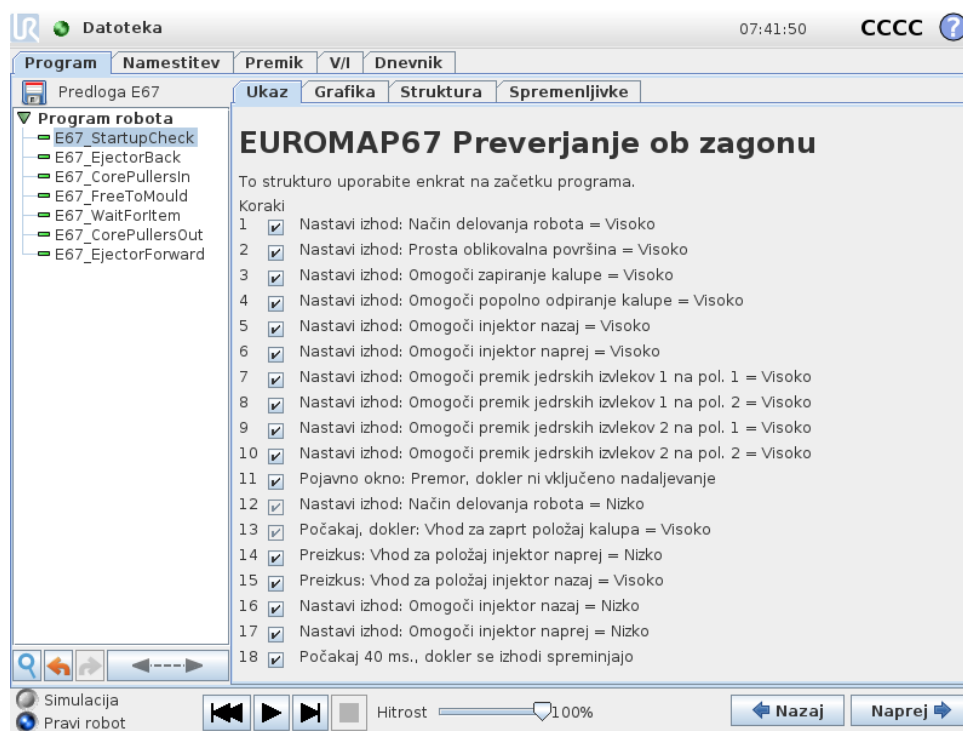 UR Datoteka 07:41:50 CCCC ?
Program Namestitev Premik V/I Dnevnik
Predloga E67
Ukaz Grafika Struktura Spremenljivke
Program robota
E67_StartupCheck
E67_EjectorBack
E67_CorePullersIn
E67_FreeToMould
E67_WaitForItem
E67_CorePullersOut
E67_EjectorForward
EUROMAP67 Preverjanje ob zagonu
To strukturo uporabite enkrat na začetku programa.
Koraki
1 Nastavi izhod: Način delovanja robota = Visoko
2 Nastavi izhod: Prosta oblikovalna površina = Visoko
3 Nastavi izhod: Omogoči zapiranje kalupe = Visoko
4 Nastavi izhod: Omogoči popolno odpiranje kalupe = Visoko
5 Nastavi izhod: Omogoči injektor nazaj = Visoko
6 Nastavi izhod: Omogoči injektor naprej = Visoko
7 Nastavi izhod: Omogoči premik jedrskih izvlekov 1 na pol. 1 = Visoko
8 Nastavi izhod: Omogoči premik jedrskih izvlekov 1 na pol. 2 = Visoko
9 Nastavi izhod: Omogoči premik jedrskih izvlekov 2 na pol. 1 = Visoko
10 Nastavi izhod: Omogoči premik jedrskih izvlekov 2 na pol. 2 = Visoko
11 Pojavno okno: Premor, dokler ni vključeno nadaljevanje
12 Nastavi izhod: Način delovanja robota = Nizko
13 Počakaj, dokler: Vhod za zaprt položaj kalupa = Visoko
14 Preizkus: Vhod za položaj injektor naprej = Nizko
15 Preizkus: Vhod za položaj injektor nazaj = Visoko
16 Nastavi izhod: Omogoči injektor nazaj = Nizko
17 Nastavi izhod: Omogoči injektor naprej = Nizko
18 Počakaj 40 ms., dokler se izhodi spreminjajo
Simulacija
Pravi robot
Hitrost 100%
Nazaj
Naprej